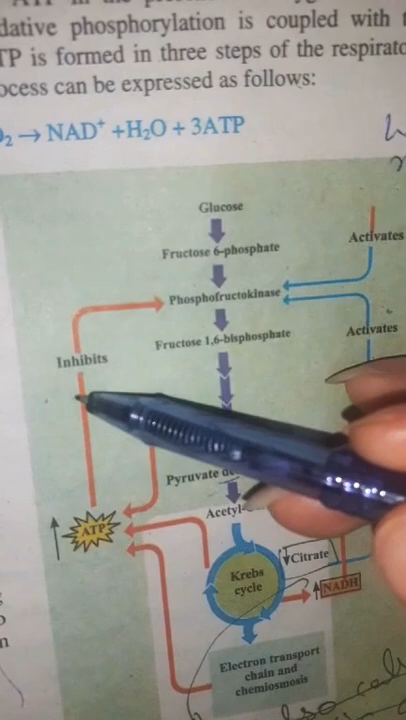 dative phosphorylation is coupled with
TP is formed in three steps of the respirato
ocess can be expressed as follows:
→ NAD⁺ +H₂O + 3ATP
Glucose
Activates
Fructose 6-phosphate
Phosphofructokinase
Activates
Fructose 1,6-bisphosphate
Inhibits
Pyruvate
Acetyl-
ATP
Citrate
Krebs
cycle
NADH
Electron transport
chain and
chemiosmosis